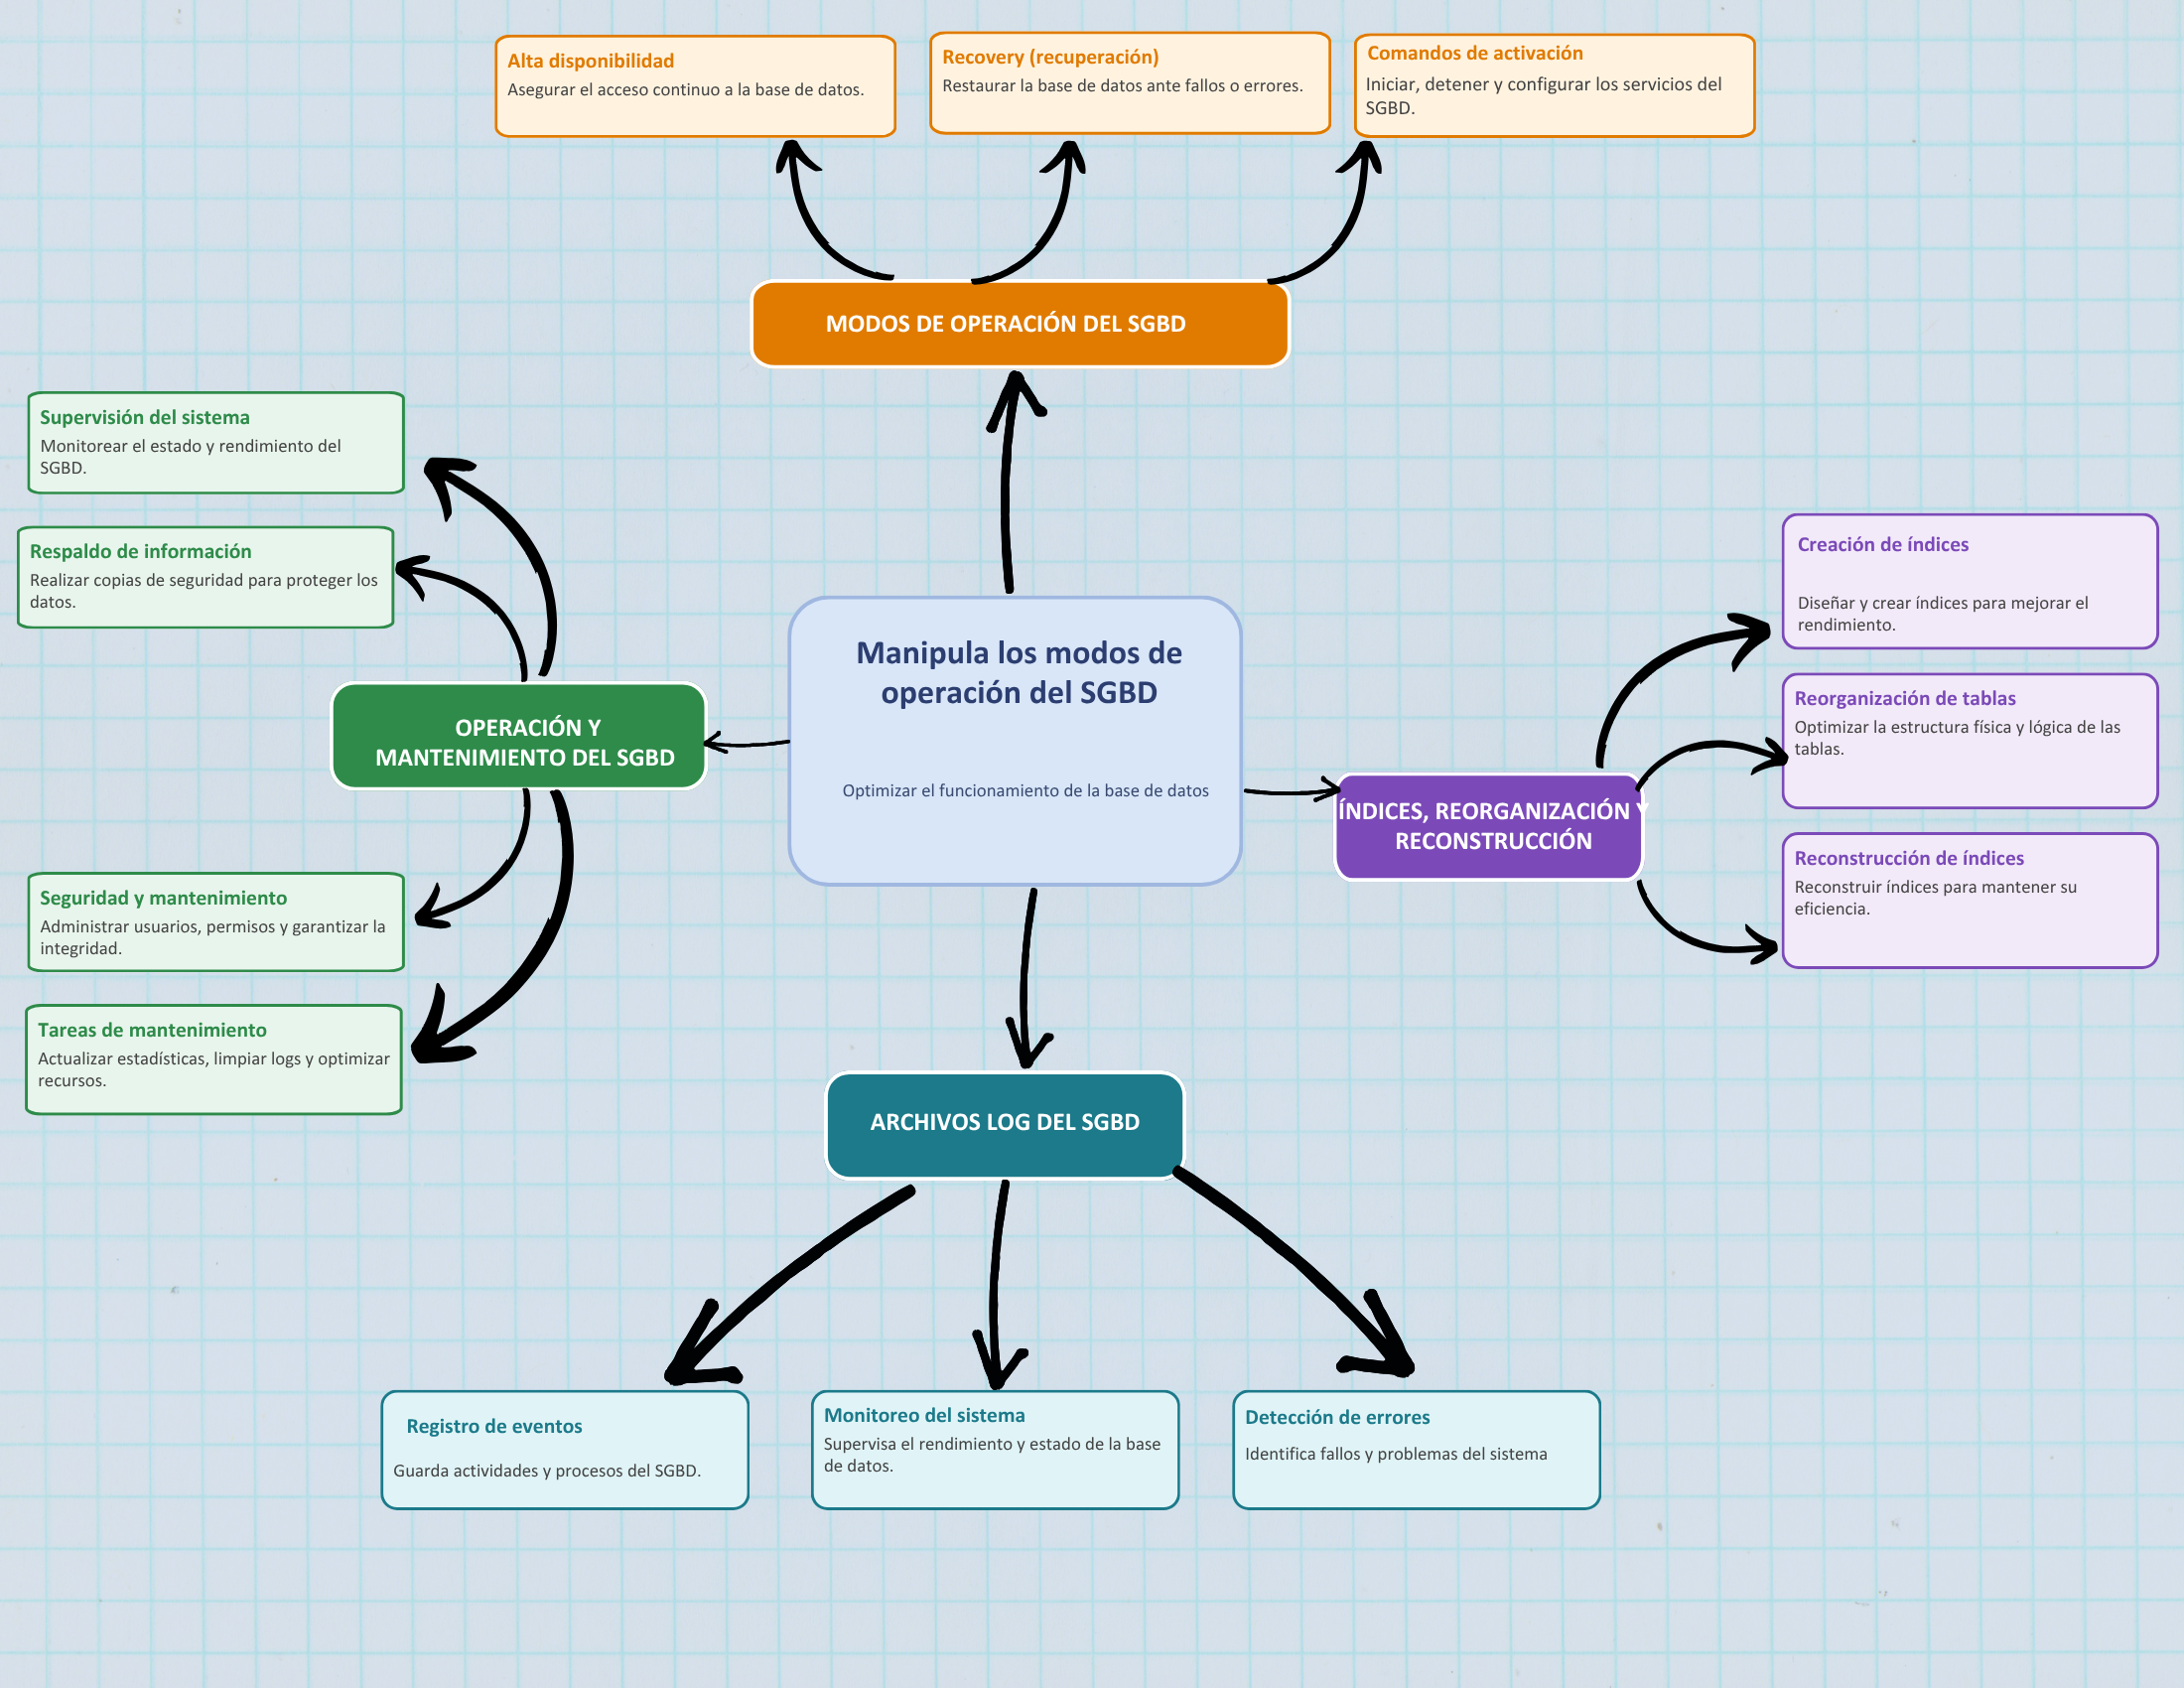 Alta disponibilidad
Asegurar el acceso continuo a la base de datos.
Recovery (recuperación)
Restaurar la base de datos ante fallos o errores.
Comandos de activación
Iniciar, detener y configurar los servicios del
SGBD.
MODOS DE OPERACIÓN DEL SGBD
Supervisión del sistema
Monitorear el estado y rendimiento del
SGBD.
Respaldo de información
Realizar copias de seguridad para proteger los
datos.
OPERACIÓN Y
MANTENIMIENTO DEL SGBD
Seguridad y mantenimiento
Administrar usuarios, permisos y garantizar la
integridad.
Tareas de mantenimiento
Actualizar estadísticas, limpiar logs y optimizar
recursos.
Manipula los modos de
operación del SGBD
Optimizar el funcionamiento de la base de datos
ÍNDICES, REORGANIZACIÓN Y
RECONSTRUCCIÓN
Creación de índices
Diseñar y crear índices para mejorar el
rendimiento.
Reorganización de tablas
Optimizar la estructura física y lógica de las
tablas.
Reconstrucción de índices
Reconstruir índices para mantener su
eficiencia.
ARCHIVOS LOG DEL SGBD
Registro de eventos
Guarda actividades y procesos del SGBD.
Monitoreo del sistema
Supervisa el rendimiento y estado de la base
de datos.
Detección de errores
Identifica fallos y problemas del sistema